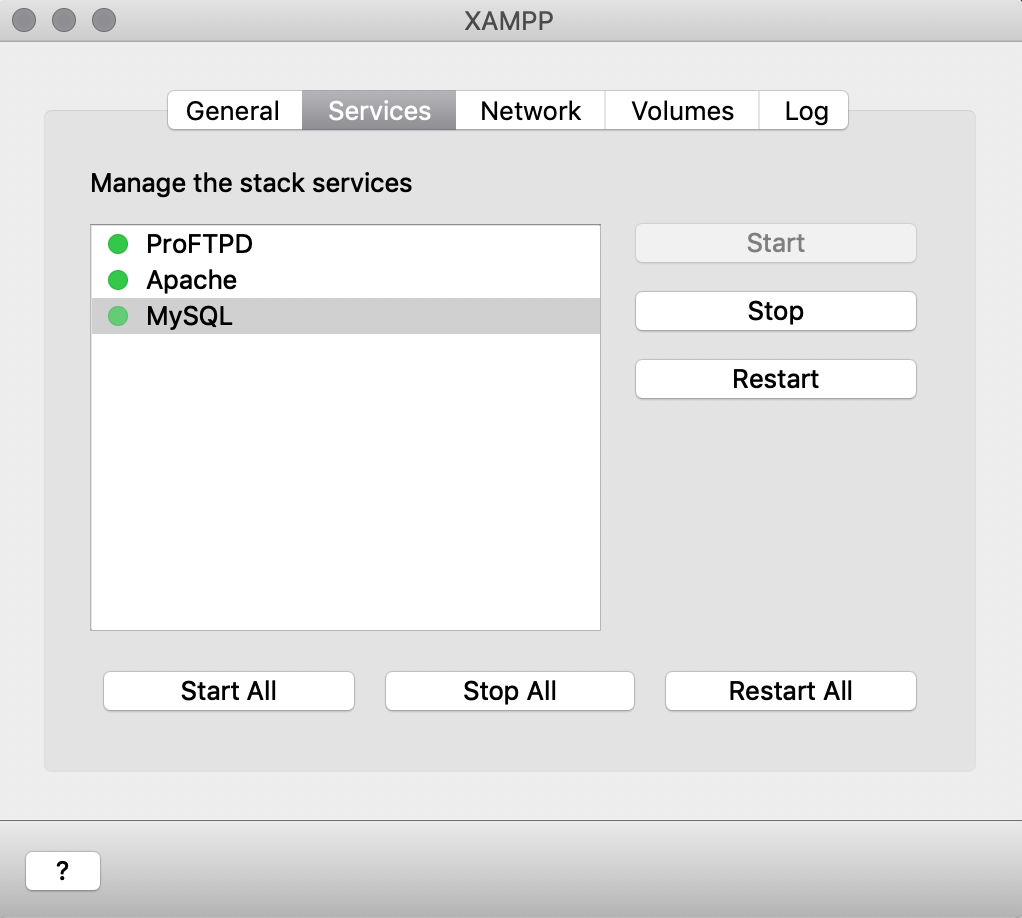 XAMPP
General Services Network Volumes Log
Manage the stack services
ProFTPD
Apache
MySQL
Start
Stop
Restart
Start All Stop All Restart All
?